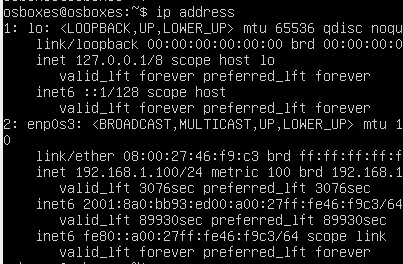 osboxes@osboxes:~$ ip address
1: lo: <LOOPBACK,UP,LOWER_UP> mtu 65536 qdisc noqu
link/loopback 00:00:00:00:00:00 brd 00:00:00:0
inet 127.0.0.1/8 scope host lo
valid_lft forever preferred_lft forever
inet6 ::1/128 scope host
valid_lft forever preferred_lft forever
2: enp0s3: <BROADCAST,MULTICAST,UP,LOWER_UP> mtu 1
0
link/ether 08:00:27:46:f9:c3 brd ff:ff:ff:ff:f
inet 192.168.1.100/24 metric 100 brd 192.168.1
valid_lft 3076sec preferred_lft 3076sec
inet6 2001:8a0:bb93:ed00:a00:27ff:fe46:f9c3/64
valid_lft 89930sec preferred_lft 89930sec
inet6 fe80::a00:27ff:fe46:f9c3/64 scope link
valid_lft forever preferred_lft forever